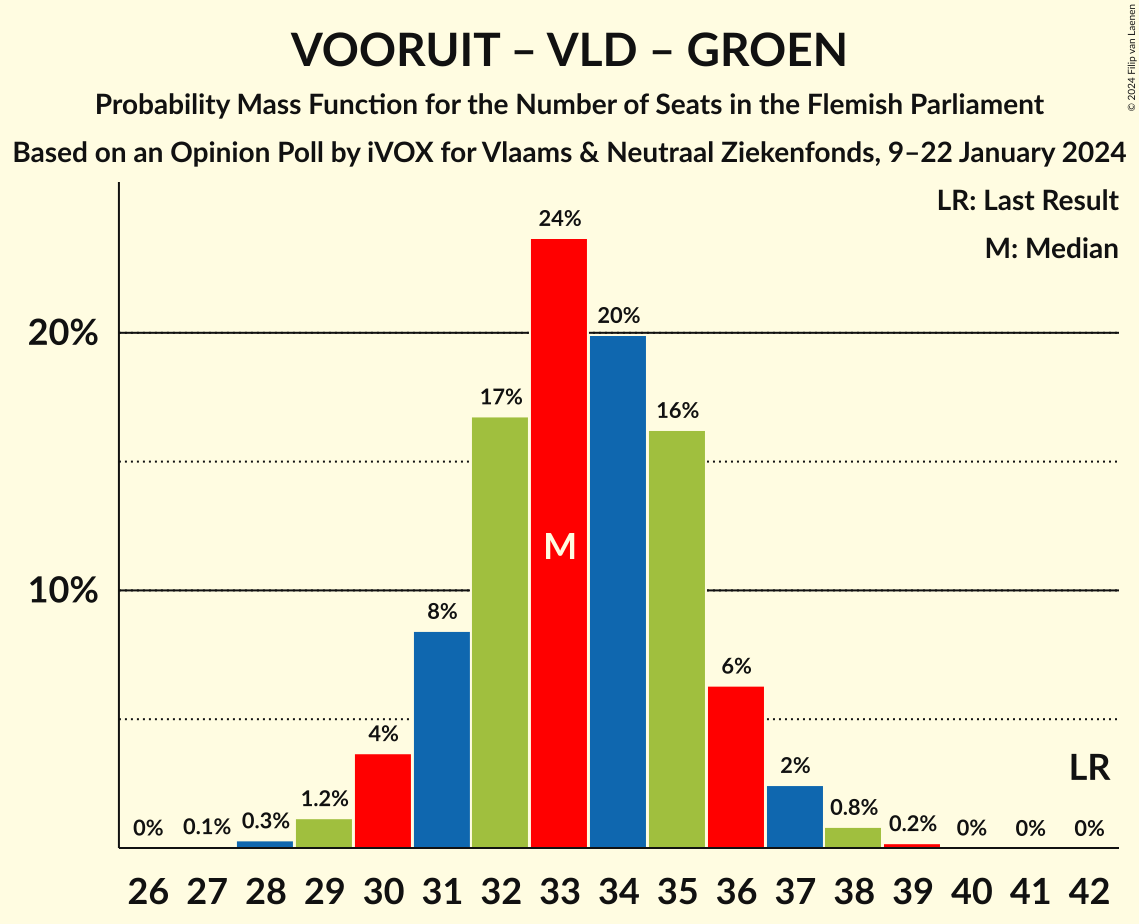 VOORUIT – VLD – GROEN
Probability Mass Function for the Number of Seats in the Flemish Parliament
Based on an Opinion Poll by iVOX for Vlaams & Neutraal Ziekenfonds, 9–22 January 2024
© 2024 Filip van Laenen
LR: Last Result
M: Median
20%
10%
0% 0.1% 0.3% 1.2% 4% 8% 17% 24% 20% 16% 6% 2% 0.8% 0.2% 0% 0% 0%
M
LR
26 27 28 29 30 31 32 33 34 35 36 37 38 39 40 41 42